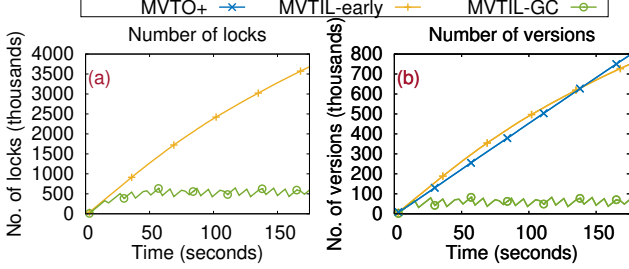 MVTO+ MVTIL-early MVTIL-GC
Number of locks
No. of locks (thousands)
4000
3500
3000
2500
2000
1500
1000
500
0
(a)
0 50 100 150
Time (seconds)
Number of versions
No. of versions (thousands)
800
700
600
500
400
300
200
100
0
(b)
0 50 100 150
Time (seconds)